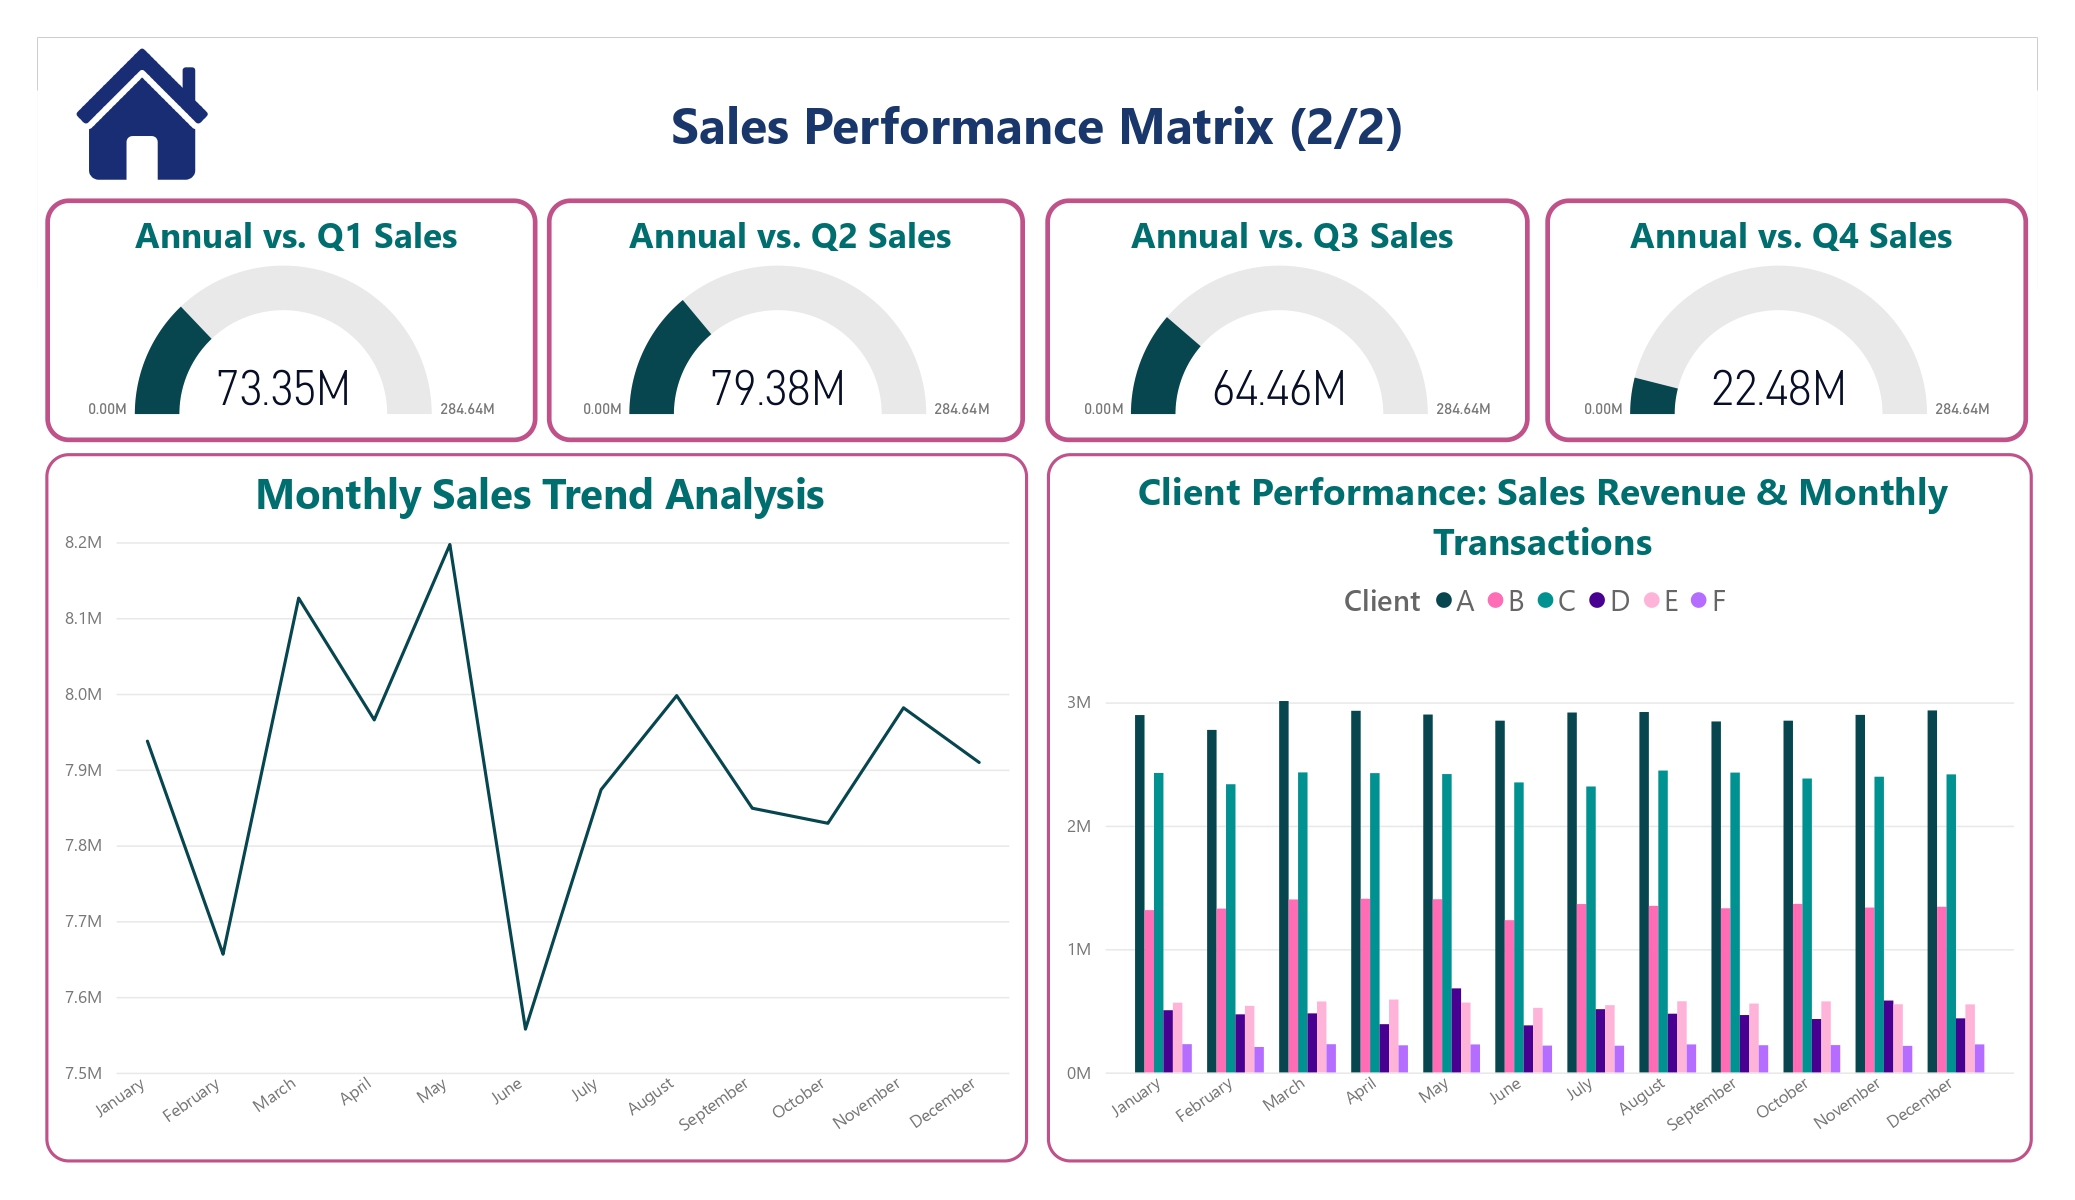 Sales Performance Matrix (2/2)
Annual vs. Q1 Sales
73.35M
0.00M
284.64M
Annual vs. Q2 Sales
79.38M
0.00M
284.64M
Annual vs. Q3 Sales
64.46M
0.00M
284.64M
Annual vs. Q4 Sales
22.48M
0.00M
284.64M
Monthly Sales Trend Analysis
8.2M
8.1M
8.0M
7.9M
7.8M
7.7M
7.6M
7.5M
January
February
March
April
May
June
July
August
September
October
November
December
Client Performance: Sales Revenue & Monthly
Transactions
Client A B C D E F
3M
2M
1M
0M
January
February
March
April
May
June
July
August
September
October
November
December